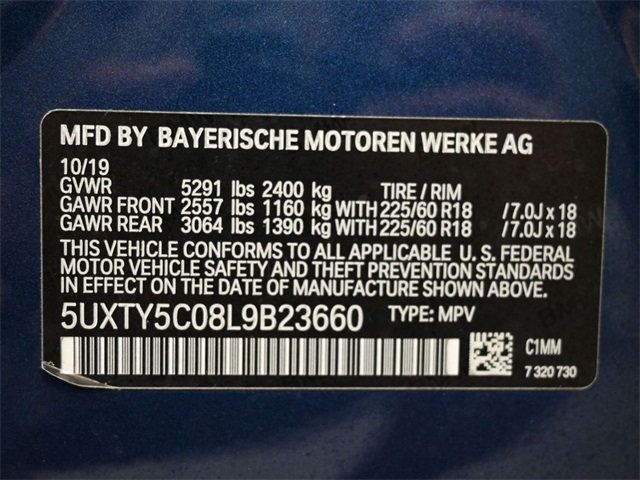 MFD BY BAYERISCHE MOTOREN WERKE AG
10/19
GVWR 5291 lbs 2400 kg TIRE / RIM
GAWR FRONT 2557 lbs 1160 kg WITH 225/60 R18 /7.0J x 18
GAWR REAR 3064 lbs 1390 kg WITH 225/60 R18 /7.0J x 18
THIS VEHICLE CONFORMS TO ALL APPLICABLE U. S. FEDERAL
MOTOR VEHICLE SAFETY AND THEFT PREVENTION STANDARDS
IN EFFECT ON THE DATE OF MANUFACTURE SHOWN ABOVE.
5UXTY5C08L9B23660 TYPE: MPV
C1MM
7 320 730